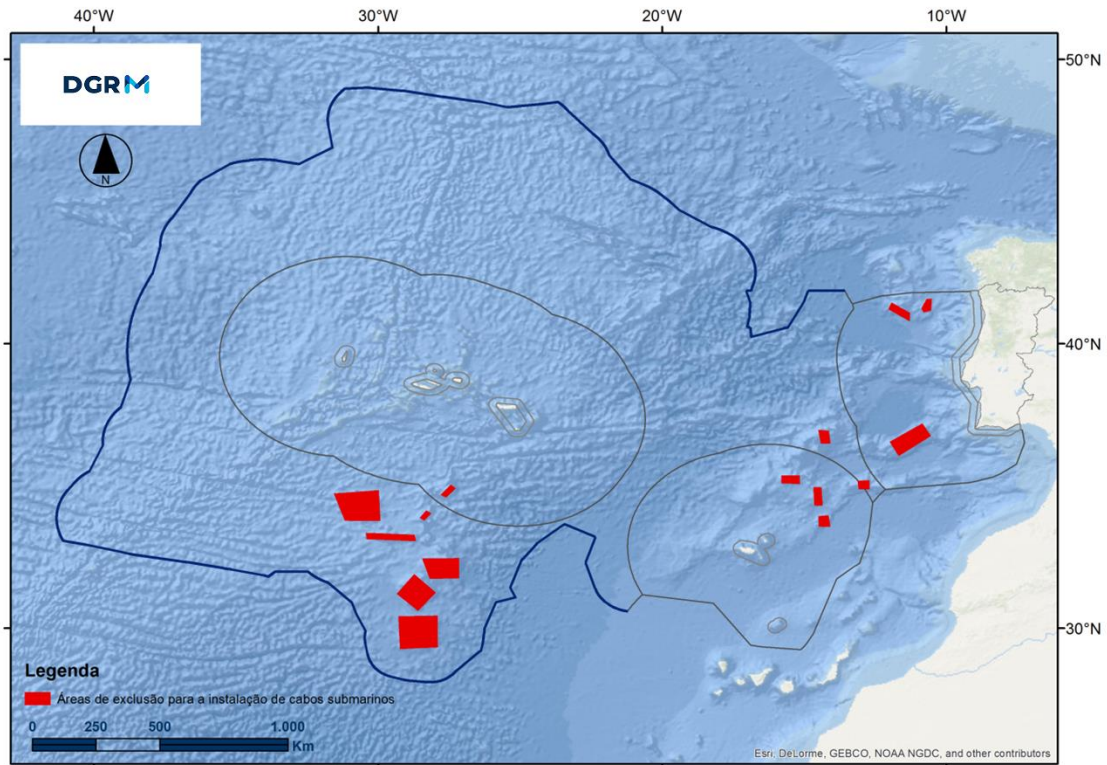 40°W 30°W 20°W 10°W
DGRM
50°N
N
40°N
30°N
Legenda
Áreas de exclusão para a instalação de cabos submarinos
0 250 500 1.000
Km
Esri, DeLorme, GEBCO, NOAA NGDC, and other contributors